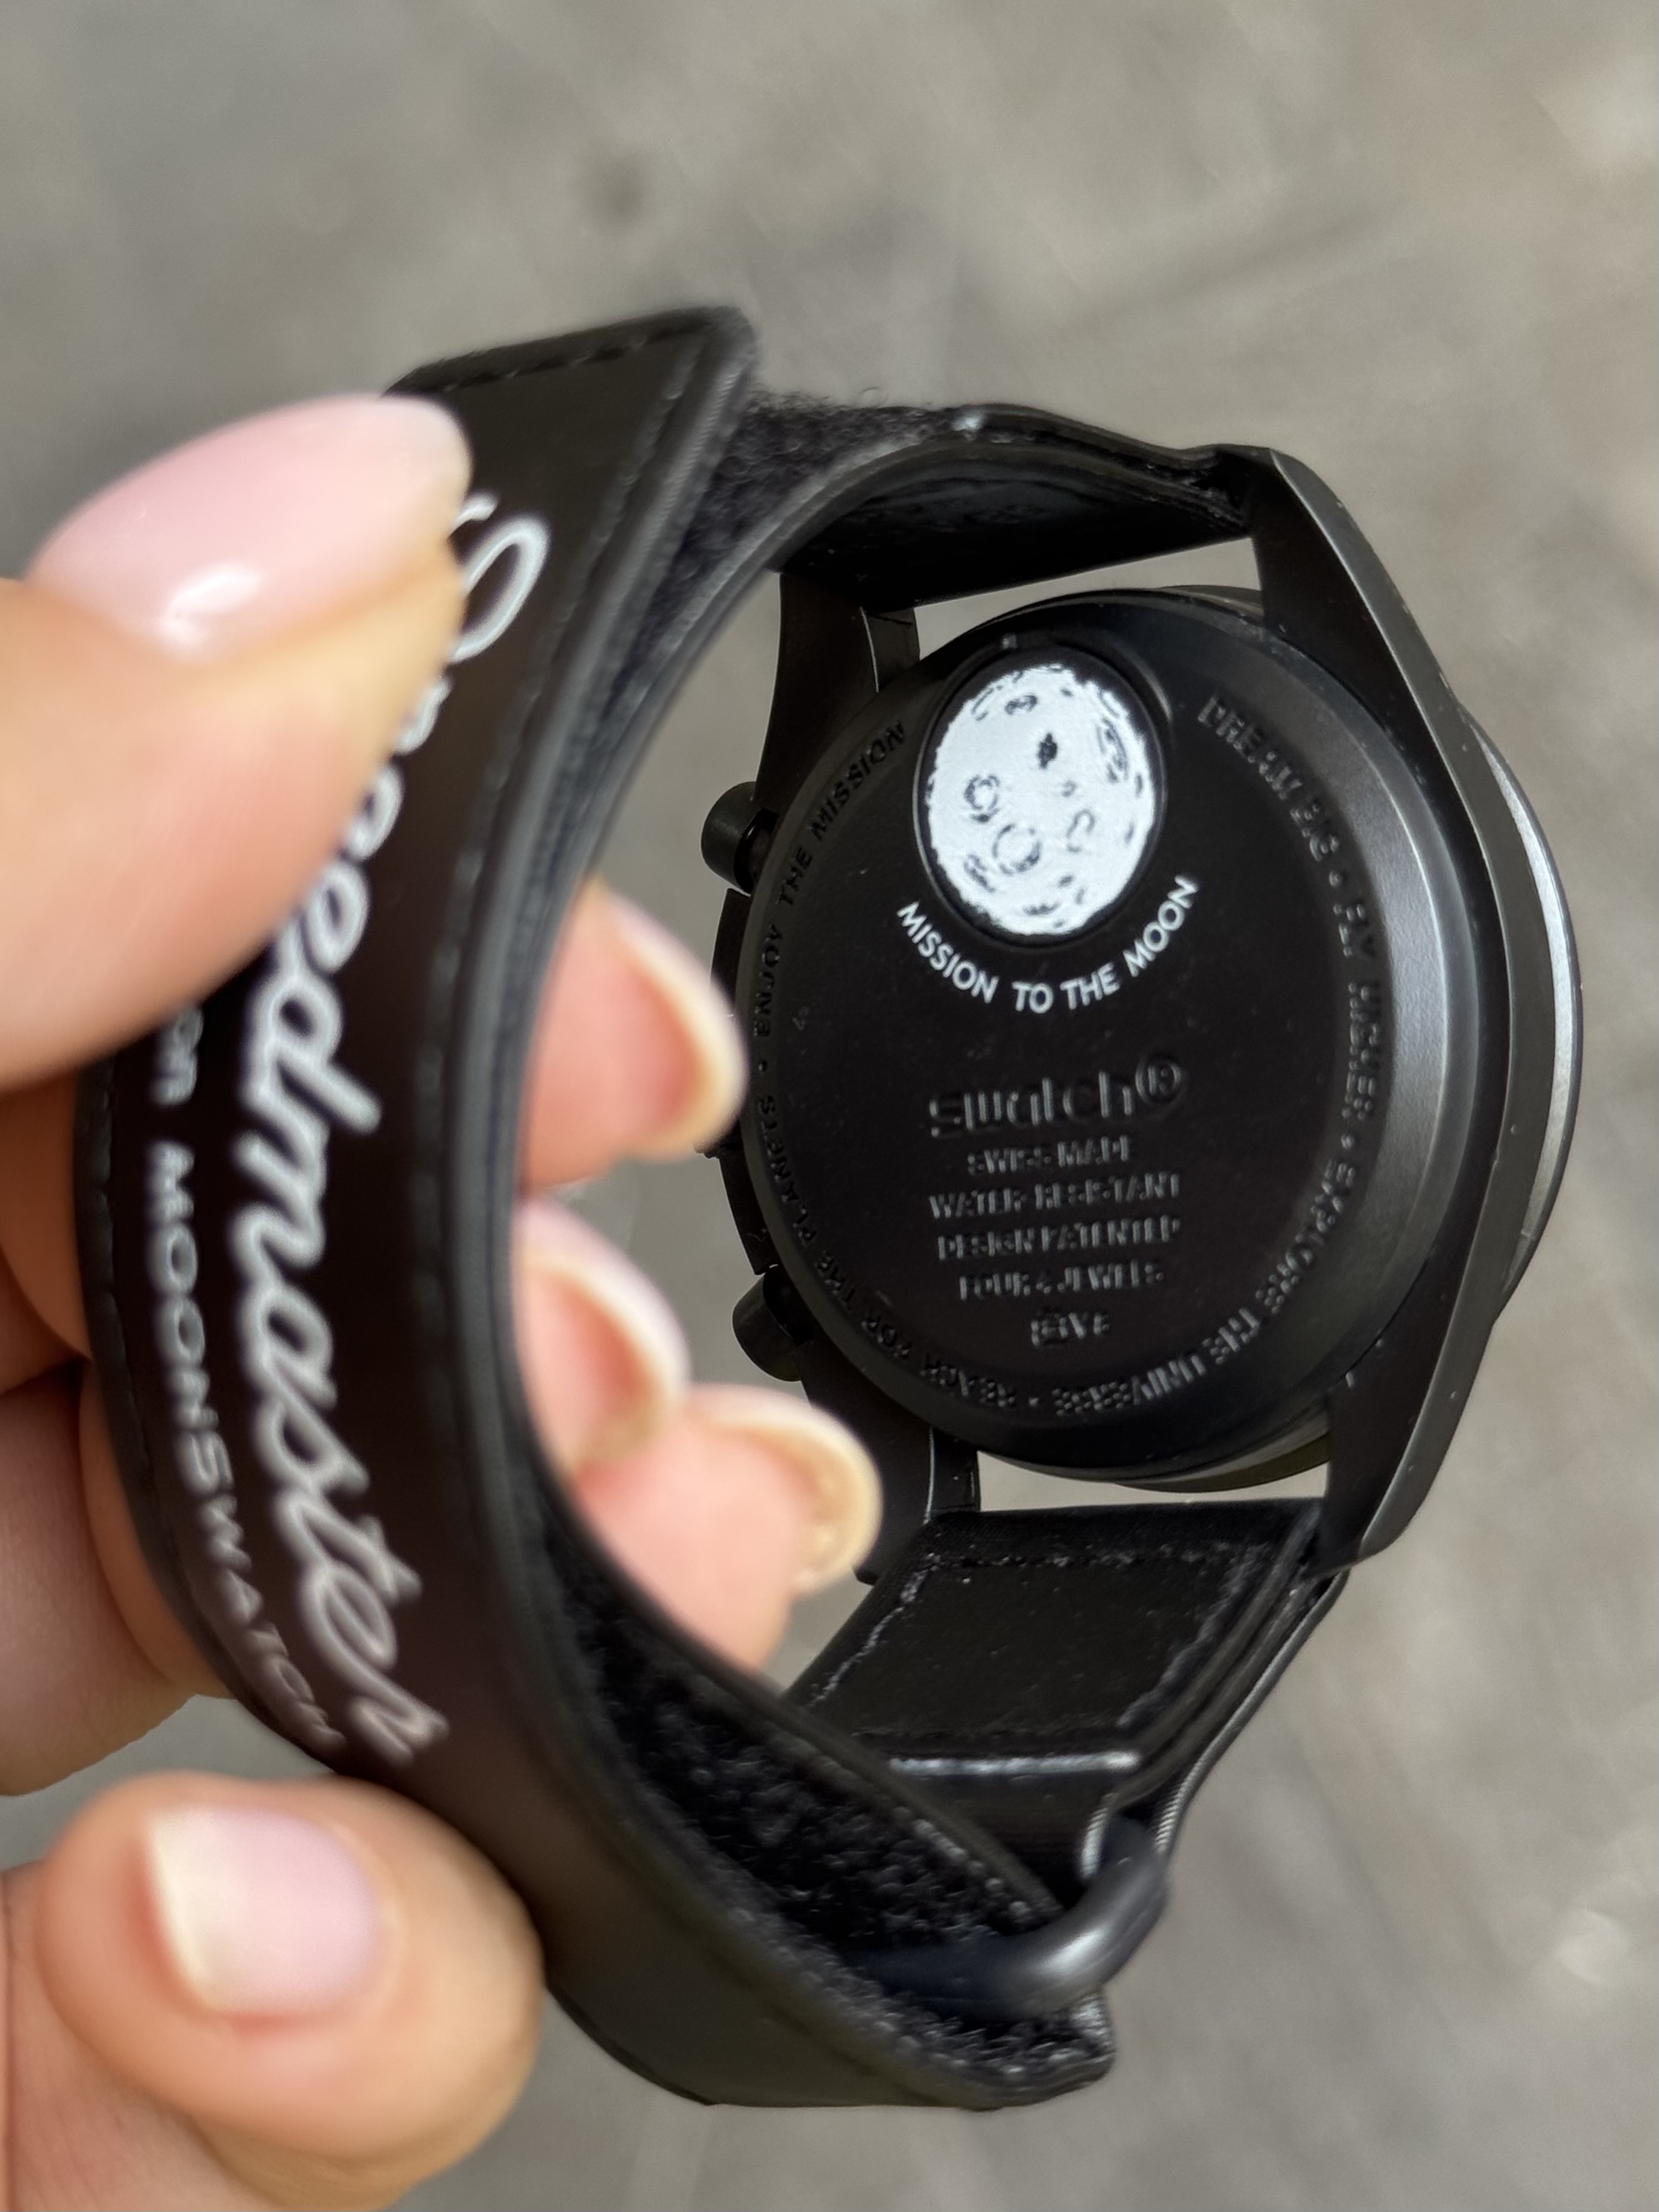 Speedmaster
MOONSWATCH
MISSION TO THE MOON
swatch®
SWISS MADE
WATER-RESISTANT
DESIGN PATENTED
FOUR 4 JEWELS
DREAM BIG • FLY HIGHER • EXPLORE THE UNIVERSE • REACH FOR THE PLANETS • ENJOY THE MISSION